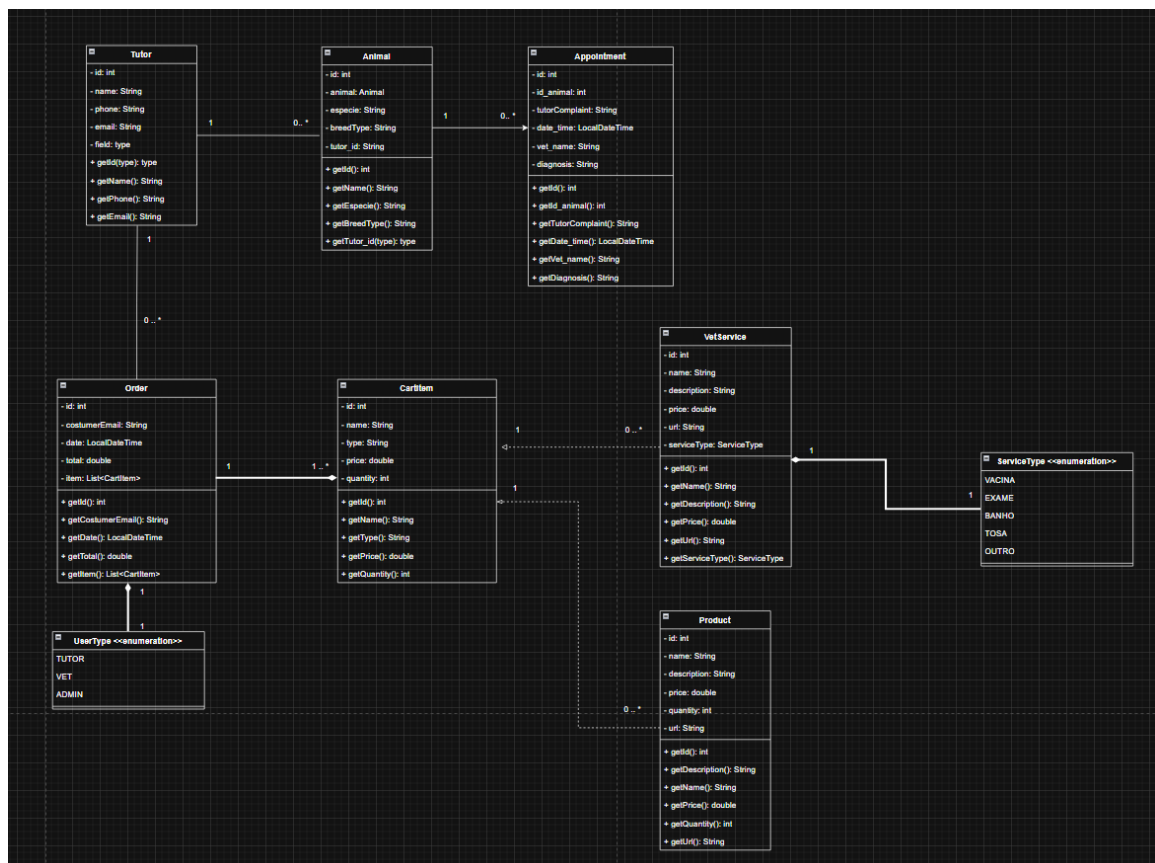 Tutor
- id: int
- name: String
- phone: String
- email: String
- field: type
+ getId(type): type
+ getName(): String
+ getPhone(): String
+ getEmail(): String
1
0.. *
Animal
- id: int
- animal: Animal
- especie: String
- breedType: String
- tutor_id: String
+ getId(): int
+ getName(): String
+ getEspecie(): String
+ getBreedType(): String
+ getTutor_id(type): type
1
0.. *
Appointment
- id: int
- id_animal: int
- tutorComplaint: String
- date_time: LocalDateTime
- vet_name: String
- diagnosis: String
+ getId(): int
+ getId_animal(): int
+ getTutorComplaint(): String
+ getDate_time(): LocalDateTime
+ getVet_name(): String
+ getDiagnosis(): String
1
0 .. *
Order
- id: int
- costumerEmail: String
- date: LocalDateTime
- total: double
- item: List<CartItem>
+ getId(): int
+ getCostumerEmail(): String
+ getDate(): LocalDateTime
+ getTotal(): double
+ getItem(): List<CartItem>
1
1 .. *
CartItem
- id: int
- name: String
- type: String
- price: double
- quantity: int
+ getId(): int
+ getName(): String
+ getType(): String
+ getPrice(): double
+ getQuantity(): int
1
0 .. *
1
VetService
- id: int
- name: String
- description: String
- price: double
- url: String
- serviceType: ServiceType
+ getId(): int
+ getName(): String
+ getDescription(): String
+ getPrice(): double
+ getUrl(): String
+ getServiceType(): ServiceType
1
1
ServiceType <<enumeration>>
VACINA
EXAME
BANHO
TOSA
OUTRO
1
1
UserType <<enumeration>>
TUTOR
VET
ADMIN
0 .. *
Product
- id: int
- name: String
- description: String
- price: double
- quantity: int
- url: String
+ getId(): int
+ getDescription(): String
+ getName(): String
+ getPrice(): double
+ getQuantity(): int
+ getUrl(): String